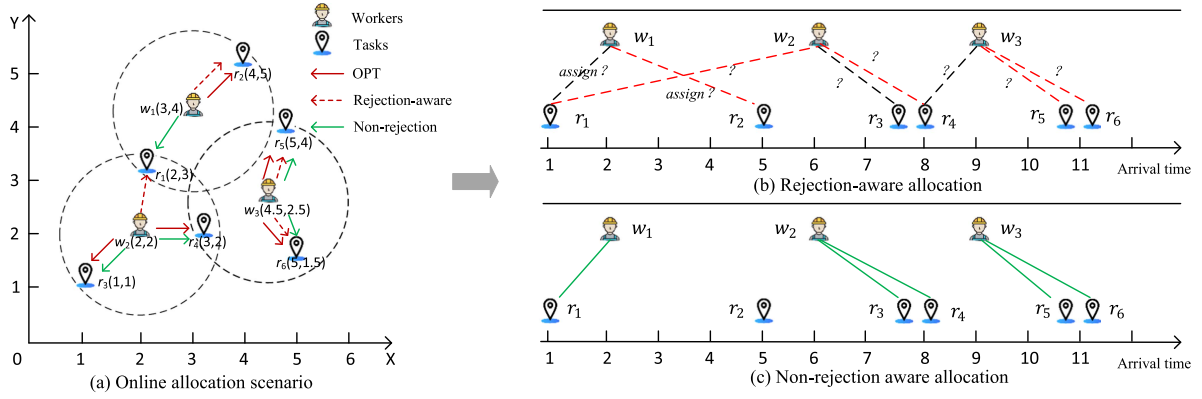 Y
5
4
3
2
1
0
1
2
3
4
5
6
X
r2(4,5)
w1(3,4)
r5(5,4)
r1(2,3)
w3(4.5,2.5)
w2(2,2)
r4(3,2)
r6(5,1.5)
r3(1,1)
Workers
Tasks
OPT
Rejection-aware
Non-rejection
(a) Online allocation scenario
w1
w2
w3
assign ?
assign ?
?
?
?
?
?
?
r1
r2
r3
r4
r5
r6
1 2 3 4 5 6 7 8 9 10 11 Arrival time
(b) Rejection-aware allocation
w1
w2
w3
r1
r2
r3
r4
r5
r6
1 2 3 4 5 6 7 8 9 10 11 Arrival time
(c) Non-rejection aware allocation